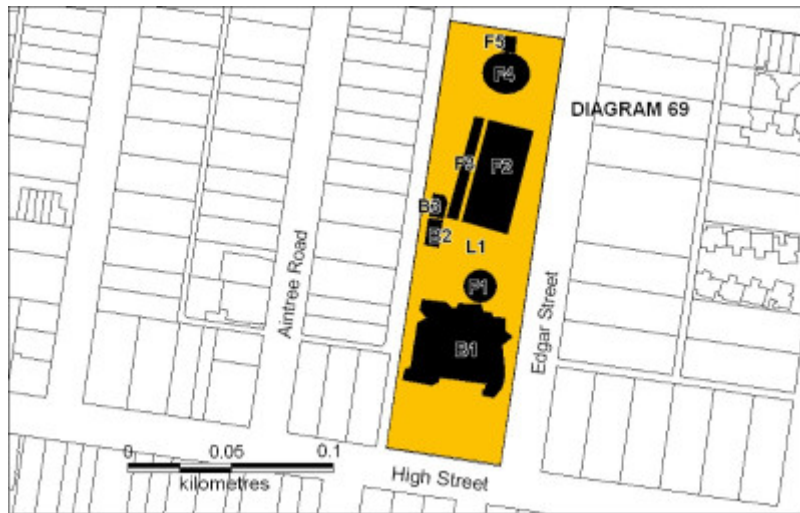 F5
F4
DIAGRAM 69
F3
F2
B3
B2
L1
F1
B1
Aintree Road
Edgar Street
0 0.05 0.1
kilometres
High Street